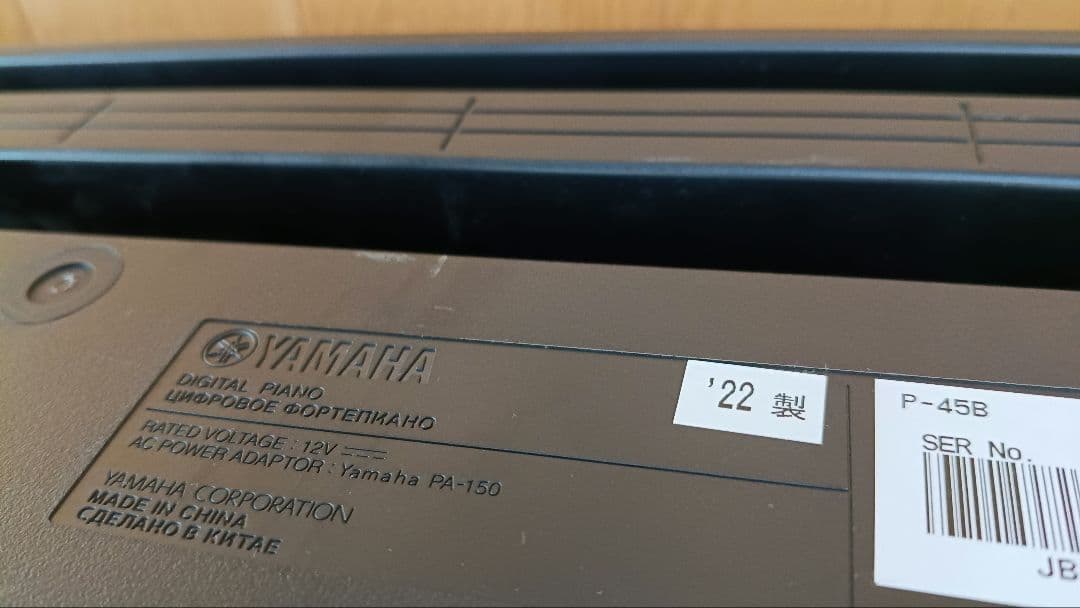 YAMAHA
DIGITAL PIANO
ЦИФРОВОЕ ФОРТЕПИАНО
RATED VOLTAGE : 12V
AC POWER ADAPTOR : Yamaha PA-150
YAMAHA CORPORATION
MADE IN CHINA
СДЕЛАНО В КИТАЕ
'22 製
P-45B
SER No.
JB